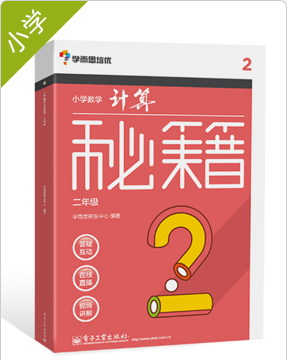 小学
学而思培优
2
小学数学 计算
秘籍
二年级
学而思研发中心 编著
答疑
互动
在线
直播
视频
讲解
电子工业出版社